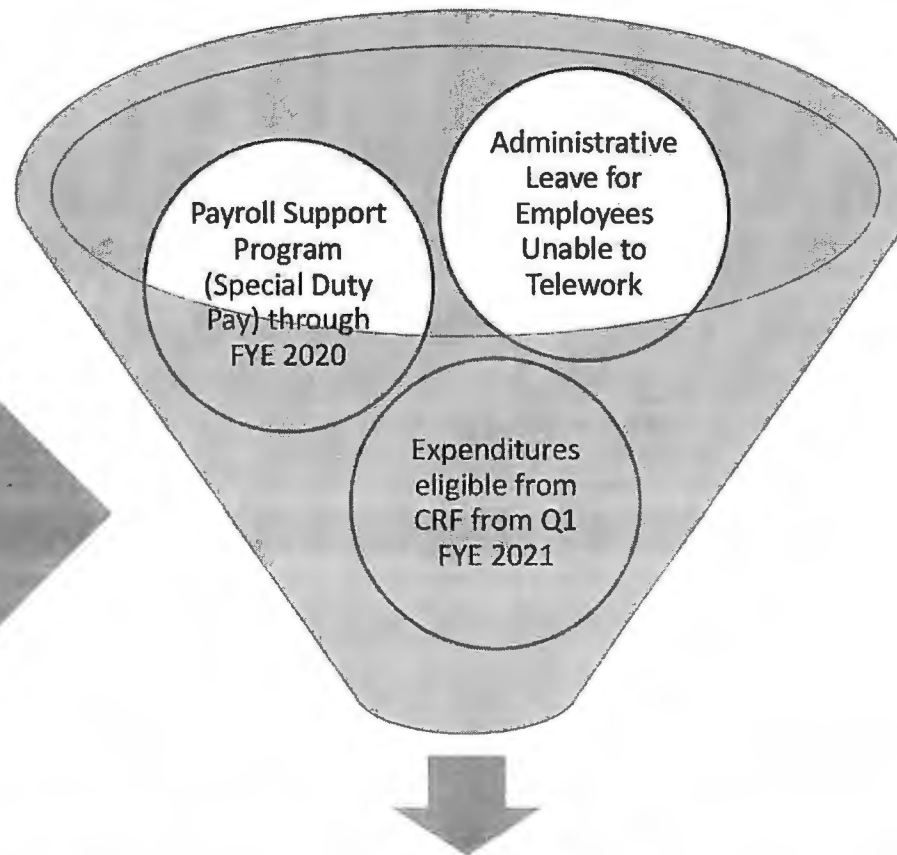 Payroll Support
Program
(Special Duty
Pay) through
FYE 2020
Administrative
Leave for
Employees
Unable to
Telework
Expenditures
eligible from
CRF from Q1
FYE 2021